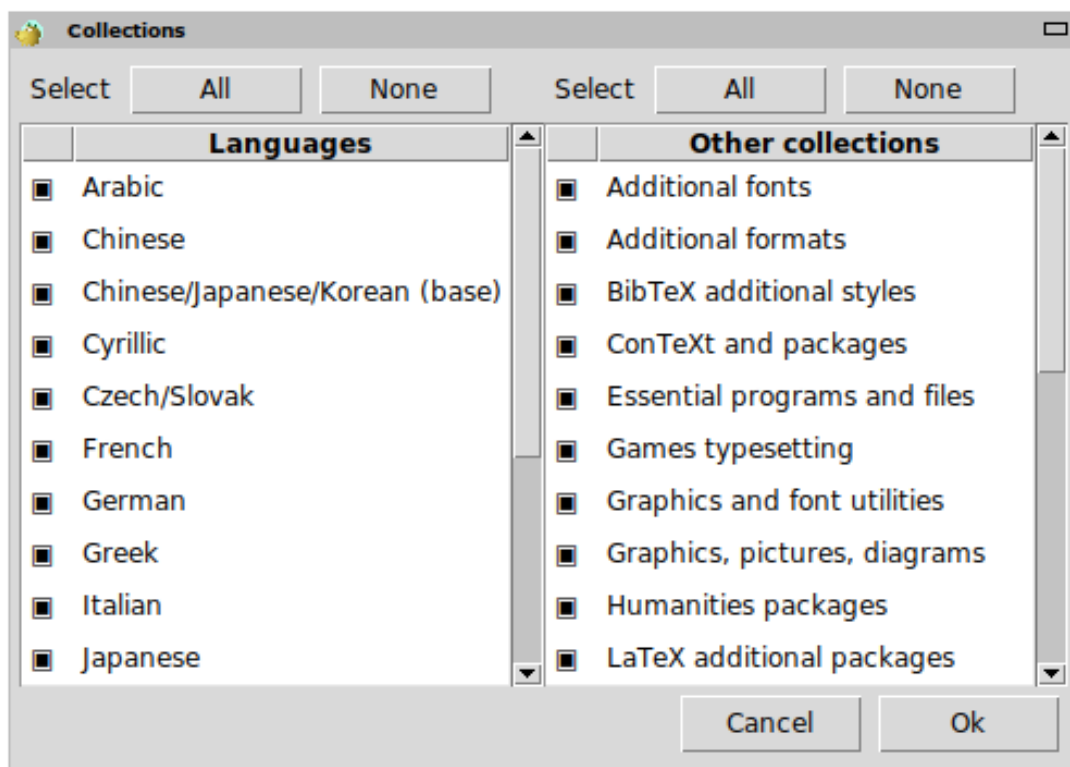 Collections
Select All None Select All None
Languages Other collections
Arabic Additional fonts
Chinese Additional formats
Chinese/Japanese/Korean (base) BibTeX additional styles
Cyrillic ConTeXt and packages
Czech/Slovak Essential programs and files
French Games typesetting
German Graphics and font utilities
Greek Graphics, pictures, diagrams
Italian Humanities packages
Japanese LaTeX additional packages
Cancel Ok